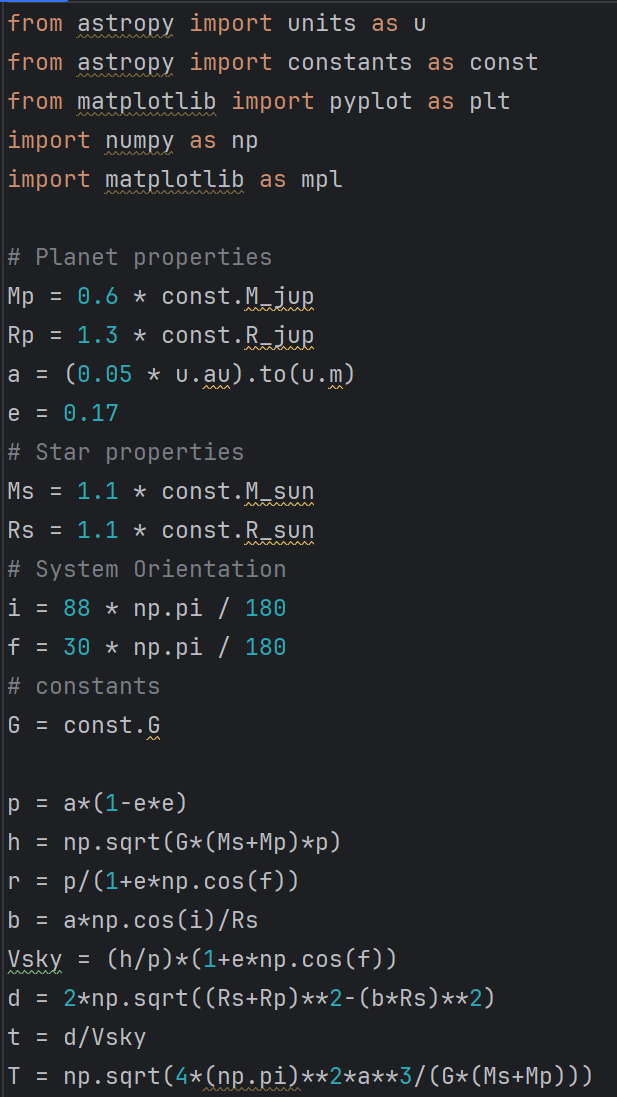 from astropy import units as u
from astropy import constants as const
from matplotlib import pyplot as plt
import numpy as np
import matplotlib as mpl
# Planet properties
Mp = 0.6 * const.M_jup
Rp = 1.3 * const.R_jup
a = (0.05 * u.au).to(u.m)
e = 0.17
# Star properties
Ms = 1.1 * const.M_sun
Rs = 1.1 * const.R_sun
# System Orientation
i = 88 * np.pi / 180
f = 30 * np.pi / 180
# constants
G = const.G
p = a*(1-e*e)
h = np.sqrt(G*(Ms+Mp)*p)
r = p/(1+e*np.cos(f))
b = a*np.cos(i)/Rs
Vsky = (h/p)*(1+e*np.cos(f))
d = 2*np.sqrt((Rs+Rp)**2-(b*Rs)**2)
t = d/Vsky
T = np.sqrt(4*(np.pi)**2*a**3/(G*(Ms+Mp)))